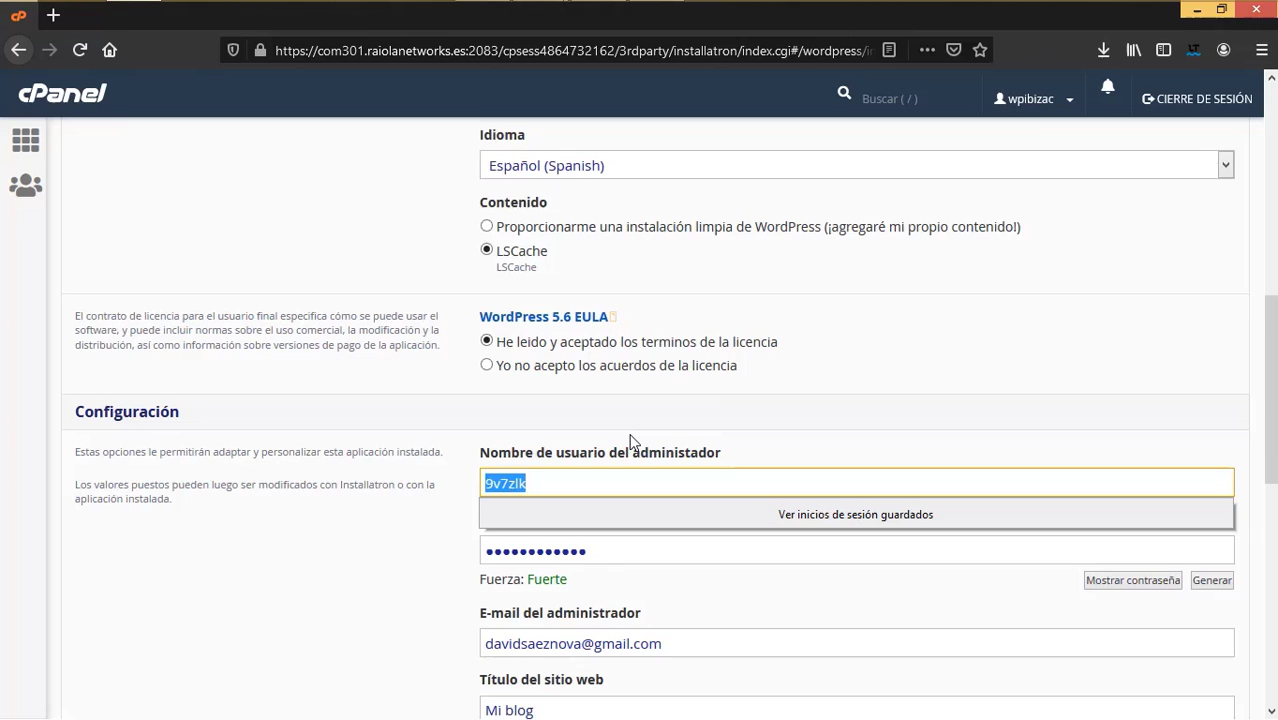 https://com301.raiolanetworks.es:2083/cpsess4864732162/3rdparty/installatron/index.cgi#/wordpress/i
cPanel
Buscar ( / )
wpibizac
CIERRE DE SESIÓN
Idioma
Español (Spanish)
Contenido
Proporcionarme una instalación limpia de WordPress (¡agregaré mi propio contenido!)
LSCache
LSCache
El contrato de licencia para el usuario final especifica cómo se puede usar el
software, y puede incluir normas sobre el uso comercial, la modificación y la
distribución, así como información sobre versiones de pago de la aplicación.
WordPress 5.6 EULA
He leido y aceptado los terminos de la licencia
Yo no acepto los acuerdos de la licencia
Configuración
Estas opciones le permitirán adaptar y personalizar esta aplicación instalada.
Los valores puestos pueden luego ser modificados con Installatron o con la
aplicación instalada.
Nombre de usuario del administador
9v7zlk
Ver inicios de sesión guardados
••••••••••••
Fuerza: Fuerte
Mostrar contraseña
Generar
E-mail del administrador
davidsaeznova@gmail.com
Título del sitio web
Mi blog